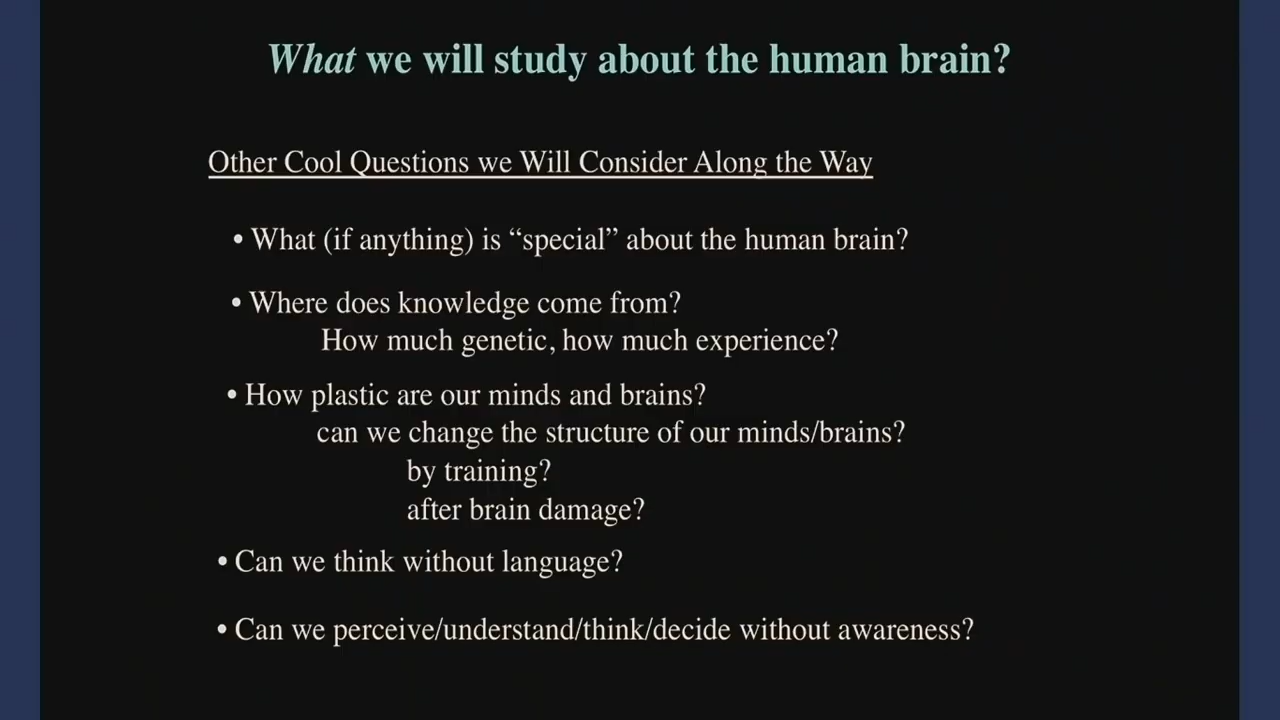 What we will study about the human brain?
Other Cool Questions we Will Consider Along the Way
• What (if anything) is “special” about the human brain?
• Where does knowledge come from?
How much genetic, how much experience?
• How plastic are our minds and brains?
can we change the structure of our minds/brains?
by training?
after brain damage?
• Can we think without language?
• Can we perceive/understand/think/decide without awareness?